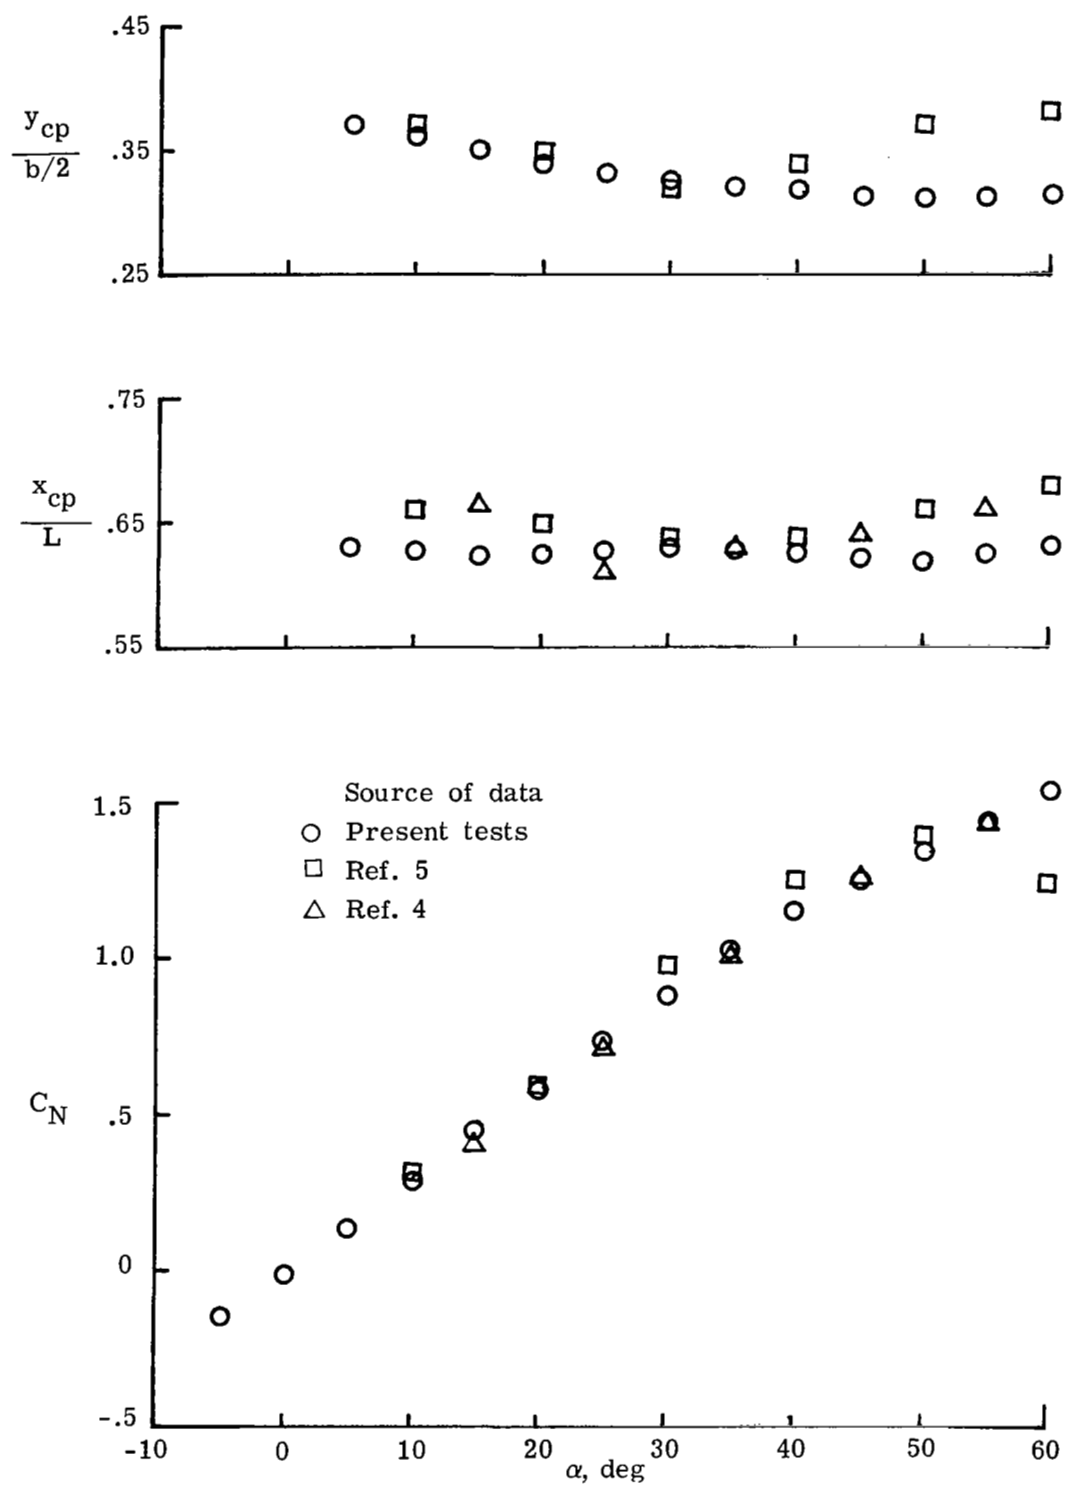 .45
y_cp
b/2
.35
.25
.75
x_cp
L
.65
.55
1.5
Source of data
Present tests
Ref. 5
Ref. 4
1.0
C_N
.5
0
-.5
-10 0 10 20 30 40 50 60
α, deg